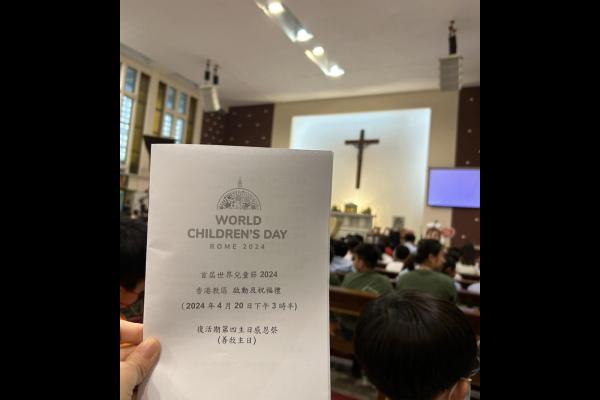 WORLD
CHILDREN'S DAY
ROME 2024
首屆世界兒童節 2024
香港教區 啟動及祝福禮
(2024 年 4 月 20 日下午 3 時半)
復活期第四主日感恩祭
(善牧主日)